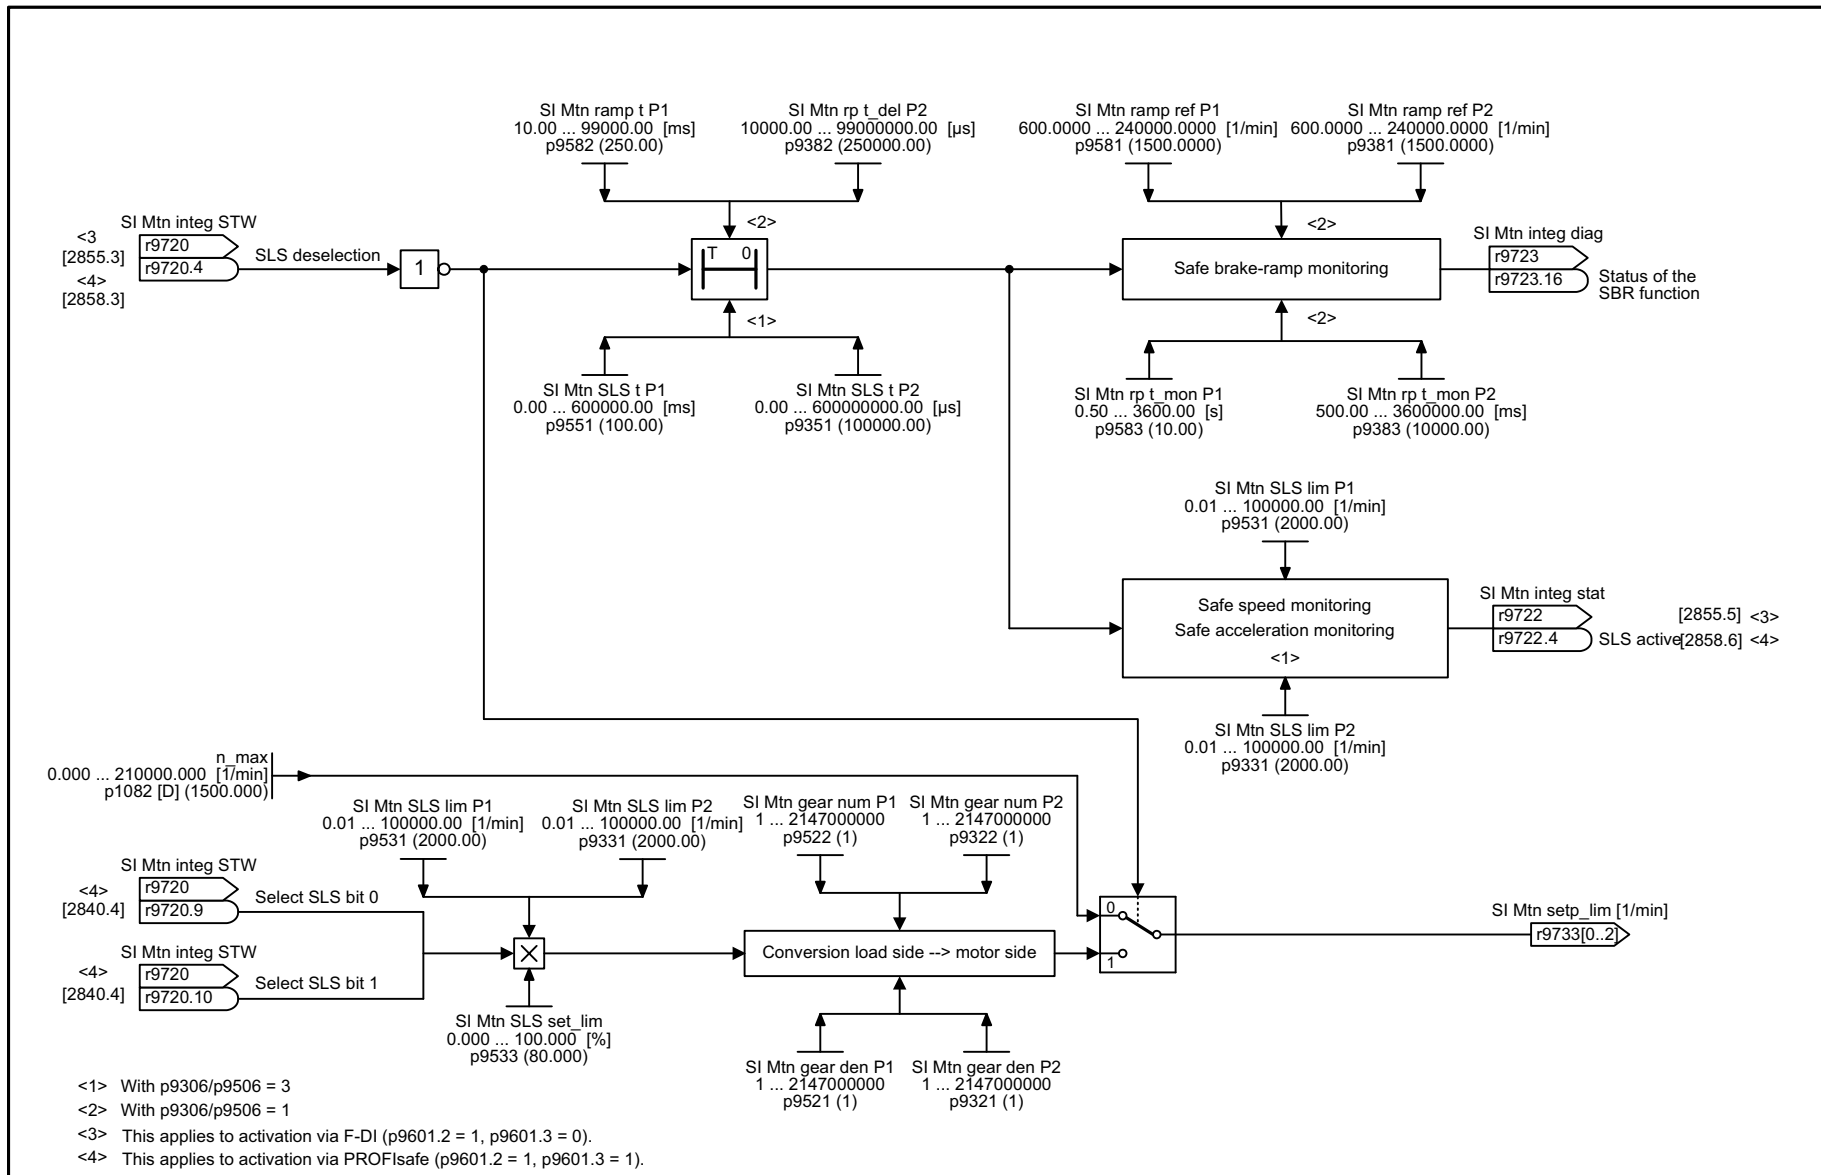 SI Mtn ramp t P1
10.00 ... 99000.00 [ms]
p9582 (250.00)
SI Mtn rp t_del P2
10000.00 ... 99000000.00 [µs]
p9382 (250000.00)
SI Mtn ramp ref P1
600.0000 ... 240000.0000 [1/min]
p9581 (1500.0000)
SI Mtn ramp ref P2
600.0000 ... 240000.0000 [1/min]
p9381 (1500.0000)
<3
[2855.3]
<4>
[2858.3]
SI Mtn integ STW
r9720
r9720.4
SLS deselection
1
<2>
T 0
<1>
<2>
Safe brake-ramp monitoring
<2>
SI Mtn integ diag
r9723
r9723.16
Status of the
SBR function
SI Mtn SLS t P1
0.00 ... 600000.00 [ms]
p9551 (100.00)
SI Mtn SLS t P2
0.00 ... 600000000.00 [µs]
p9351 (100000.00)
SI Mtn rp t_mon P1
0.50 ... 3600.00 [s]
p9583 (10.00)
SI Mtn rp t_mon P2
500.00 ... 3600000.00 [ms]
p9383 (10000.00)
SI Mtn SLS lim P1
0.01 ... 100000.00 [1/min]
p9531 (2000.00)
Safe speed monitoring
Safe acceleration monitoring
<1>
SI Mtn integ stat
r9722
r9722.4
SLS active
[2855.5] <3>
[2858.6] <4>
SI Mtn SLS lim P2
0.01 ... 100000.00 [1/min]
p9331 (2000.00)
n_max
0.000 ... 210000.000 [1/min]
p1082 [D] (1500.000)
SI Mtn SLS lim P1
0.01 ... 100000.00 [1/min]
p9531 (2000.00)
SI Mtn SLS lim P2
0.01 ... 100000.00 [1/min]
p9331 (2000.00)
SI Mtn gear num P1
1 ... 2147000000
p9522 (1)
SI Mtn gear num P2
1 ... 2147000000
p9322 (1)
<4>
[2840.4]
SI Mtn integ STW
r9720
r9720.9
Select SLS bit 0
<4>
[2840.4]
SI Mtn integ STW
r9720
r9720.10
Select SLS bit 1
Conversion load side --> motor side
0
1
SI Mtn setp_lim [1/min]
r9733[0..2]
SI Mtn SLS set_lim
0.000 ... 100.000 [%]
p9533 (80.000)
SI Mtn gear den P1
1 ... 2147000000
p9521 (1)
SI Mtn gear den P2
1 ... 2147000000
p9321 (1)
<1> With p9306/p9506 = 3
<2> With p9306/p9506 = 1
<3> This applies to activation via F-DI (p9601.2 = 1, p9601.3 = 0).
<4> This applies to activation via PROFIsafe (p9601.2 = 1, p9601.3 = 1).